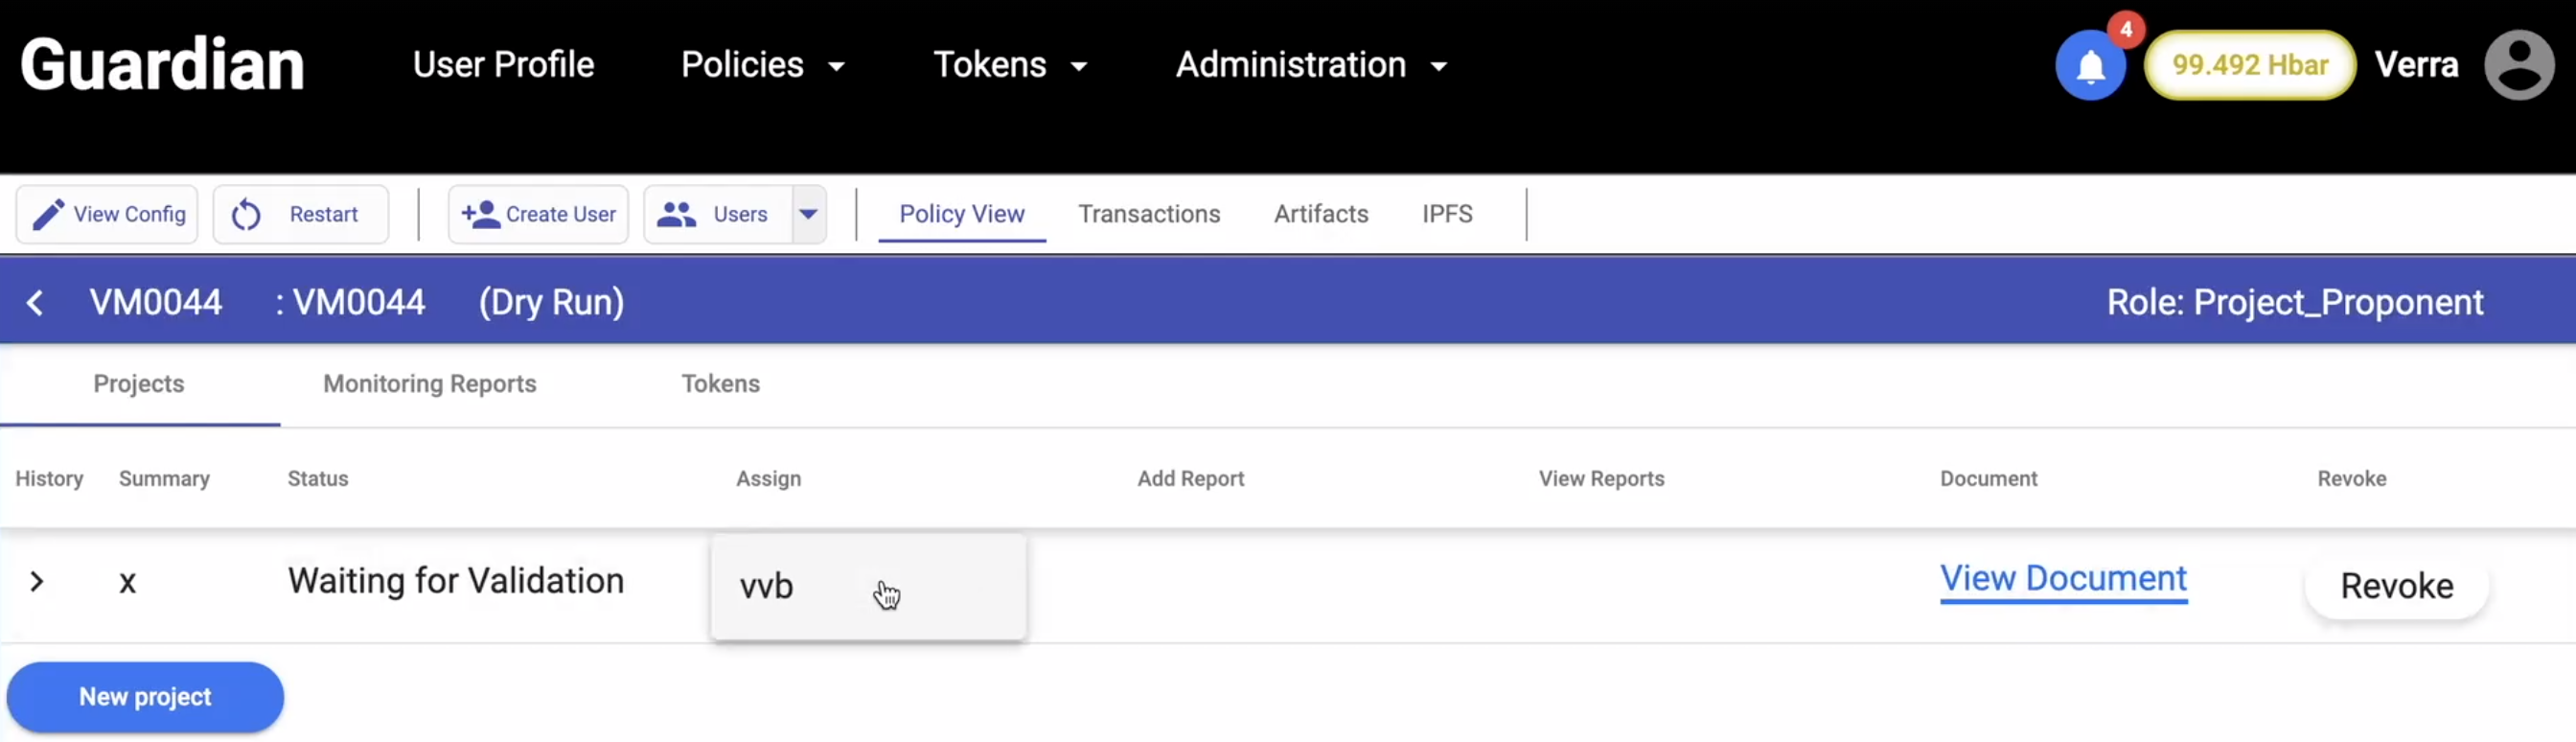 Guardian User Profile Policies Tokens Administration 4 99.492 Hbar Verra
View Config Restart Create User Users Policy View Transactions Artifacts IPFS
VM0044 : VM0044 (Dry Run) Role: Project_Proponent
Projects Monitoring Reports Tokens
History Summary Status Assign Add Report View Reports Document Revoke
x Waiting for Validation vvb View Document Revoke
New project